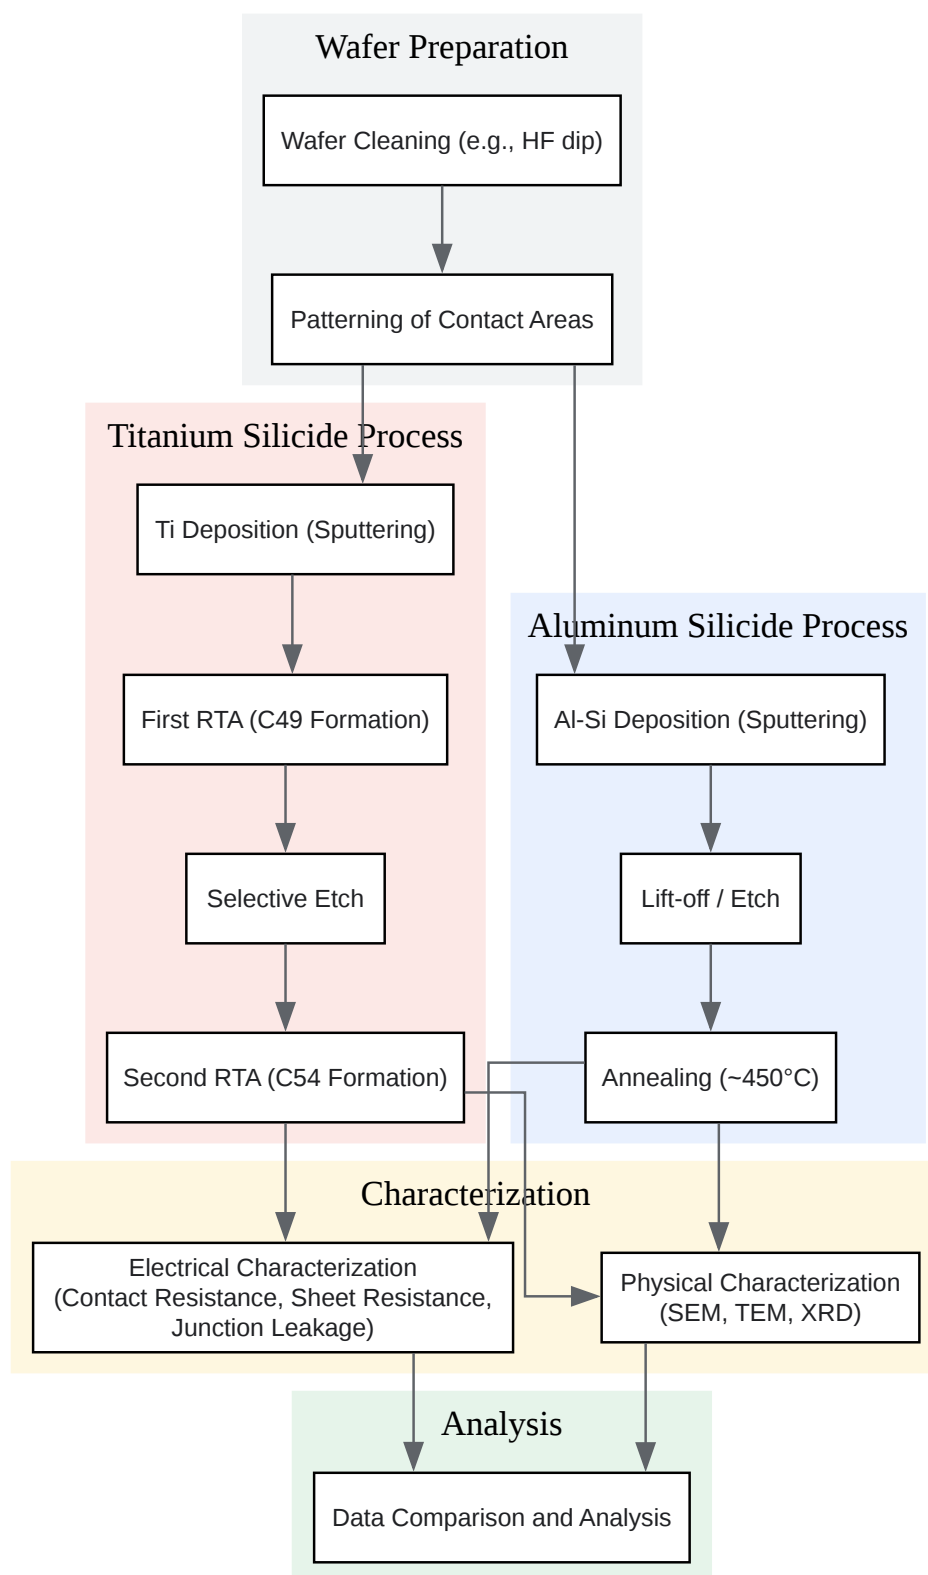 Wafer Preparation
Wafer Cleaning (e.g., HF dip)
Patterning of Contact Areas
Titanium Silicide Process
Ti Deposition (Sputtering)
First RTA (C49 Formation)
Selective Etch
Second RTA (C54 Formation)
Aluminum Silicide Process
Al-Si Deposition (Sputtering)
Lift-off / Etch
Annealing (~450°C)
Characterization
Electrical Characterization
(Contact Resistance, Sheet Resistance,
Junction Leakage)
Physical Characterization
(SEM, TEM, XRD)
Analysis
Data Comparison and Analysis